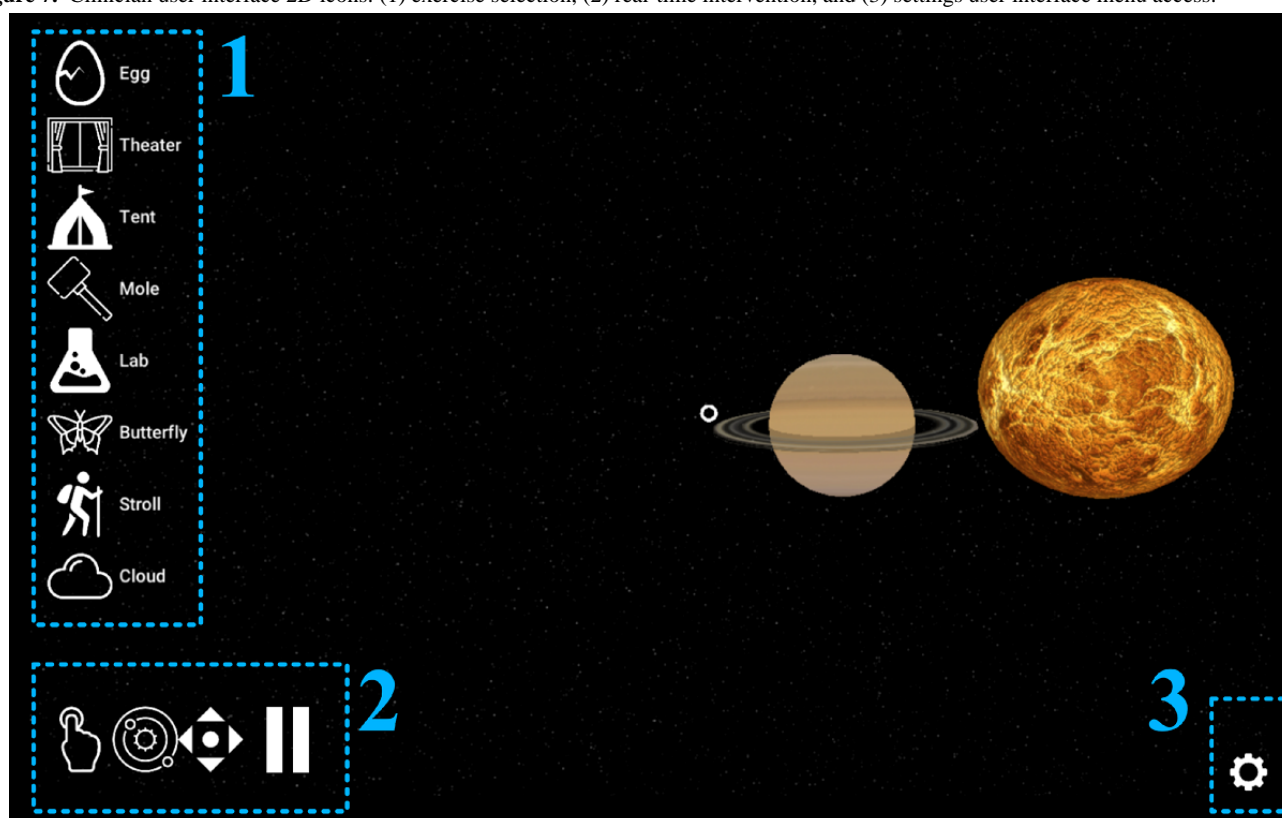 Clinician user interface 2D icons: (1) exercise selection, (2) real-time intervention, and (3) settings user interface menu access.
1
Egg
Theater
Tent
Mole
Lab
Butterfly
Stroll
Cloud
2
3